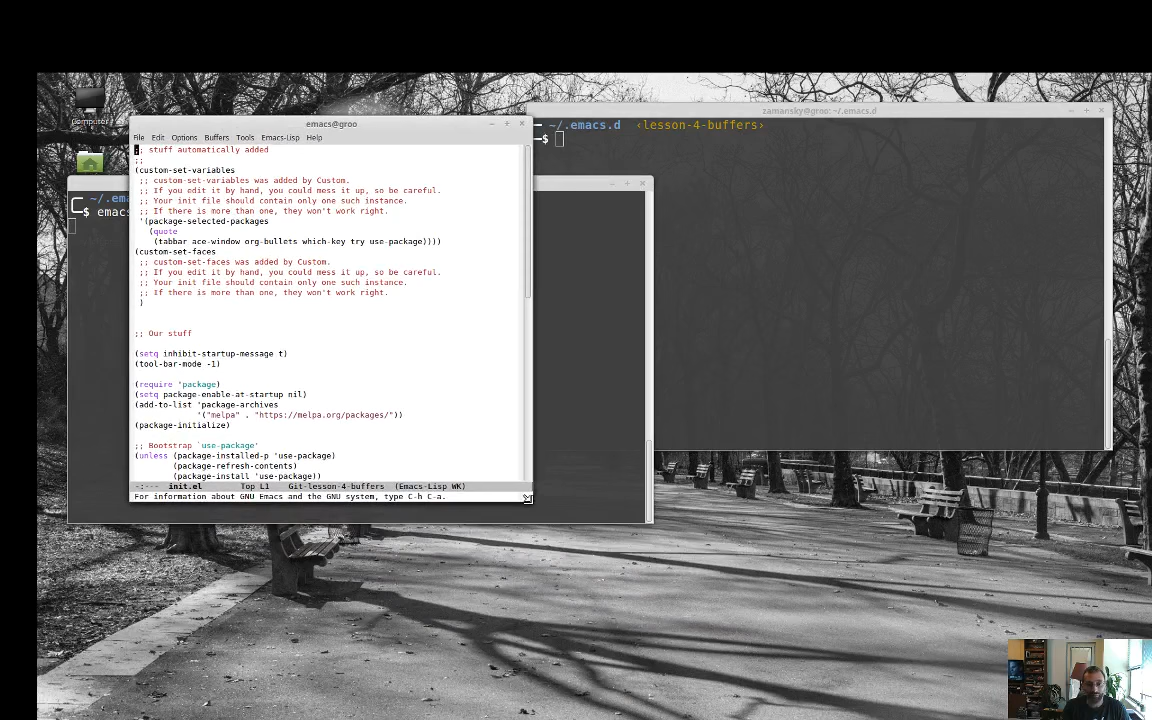 Computer
emacs@groo
File Edit Options Buffers Tools Emacs-Lisp Help
;; stuff automatically added
;;
(custom-set-variables
;; custom-set-variables was added by Custom.
;; If you edit it by hand, you could mess it up, so be careful.
;; Your init file should contain only one such instance.
;; If there is more than one, they won't work right.
'(package-selected-packages
(quote
(tabbar ace-window org-bullets which-key try use-package))))
(custom-set-faces
;; custom-set-faces was added by Custom.
;; If you edit it by hand, you could mess it up, so be careful.
;; Your init file should contain only one such instance.
;; If there is more than one, they won't work right.
)
;; Our stuff
(setq inhibit-startup-message t)
(tool-bar-mode -1)
(require 'package)
(setq package-enable-at-startup nil)
(add-to-list 'package-archives
'("melpa" . "https://melpa.org/packages/"))
(package-initialize)
;; Bootstrap `use-package'
(unless (package-installed-p 'use-package)
(package-refresh-contents)
(package-install 'use-package))
-:--- init.el Top L1 Git-lesson-4-buffers (Emacs-Lisp WK)
For information about GNU Emacs and the GNU system, type C-h C-a.
~/.em
$ emacs
zamansky@groo: ~/.emacs.d
~/.emacs.d ‹lesson-4-buffers›
$